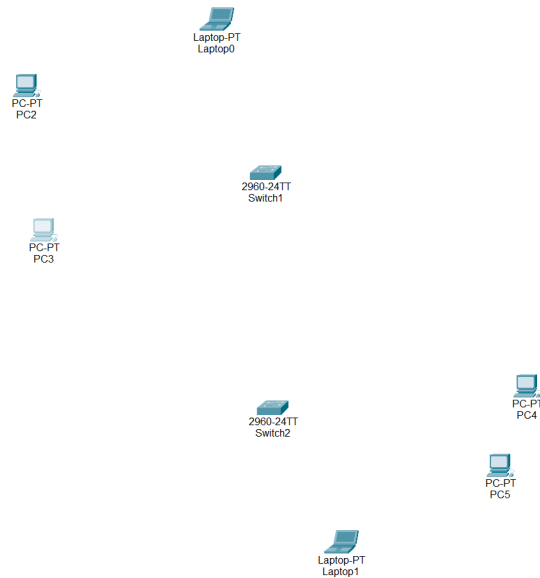 Laptop-PT
Laptop0
PC-PT
PC2
2960-24TT
Switch1
PC-PT
PC3
PC-PT
PC4
2960-24TT
Switch2
PC-PT
PC5
Laptop-PT
Laptop1